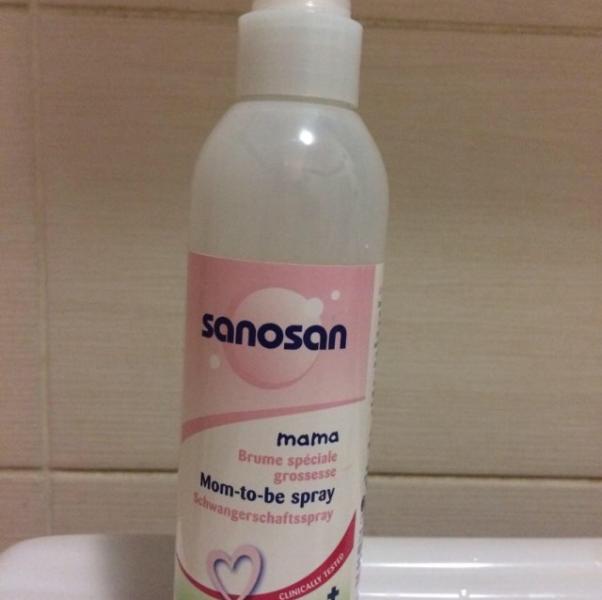 sanosan
mama
Brume spéciale
grossesse
Mom-to-be spray
Schwangerschaftsspray
CLINICALLY TESTED